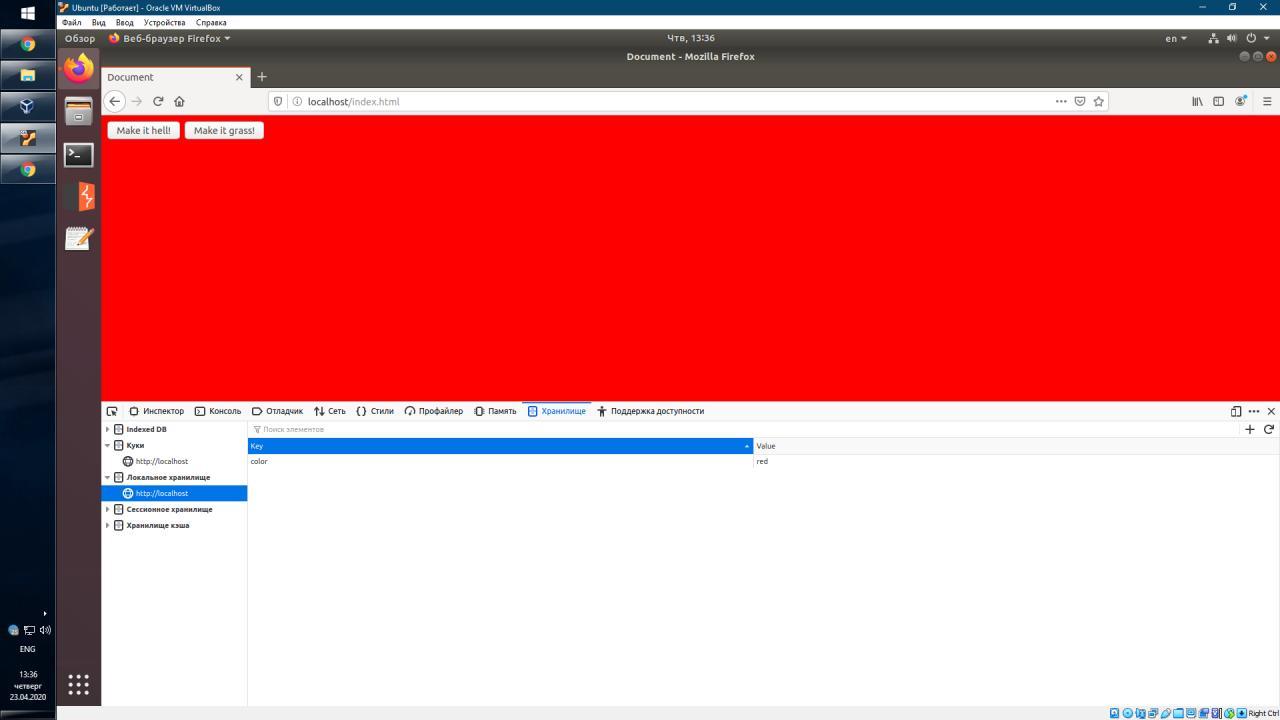 Ubuntu [Работает] - Oracle VM VirtualBox
Файл Вид Ввод Устройства Справка
Обзор Веб-браузер Firefox Чтв, 13:36 en
Document - Mozilla Firefox
Document
localhost/index.html
Make it hell! Make it grass!
Инспектор Консоль Отладчик Сеть Стили Профайлер Память Хранилище Поддержка доступности
Indexed DB
Куки
http://localhost
Локальное хранилище
http://localhost
Сессионное хранилище
Хранилище кэша
Поиск элементов
Key Value
color red
ENG
13:36
четверг
23.04.2020
Right Ctrl